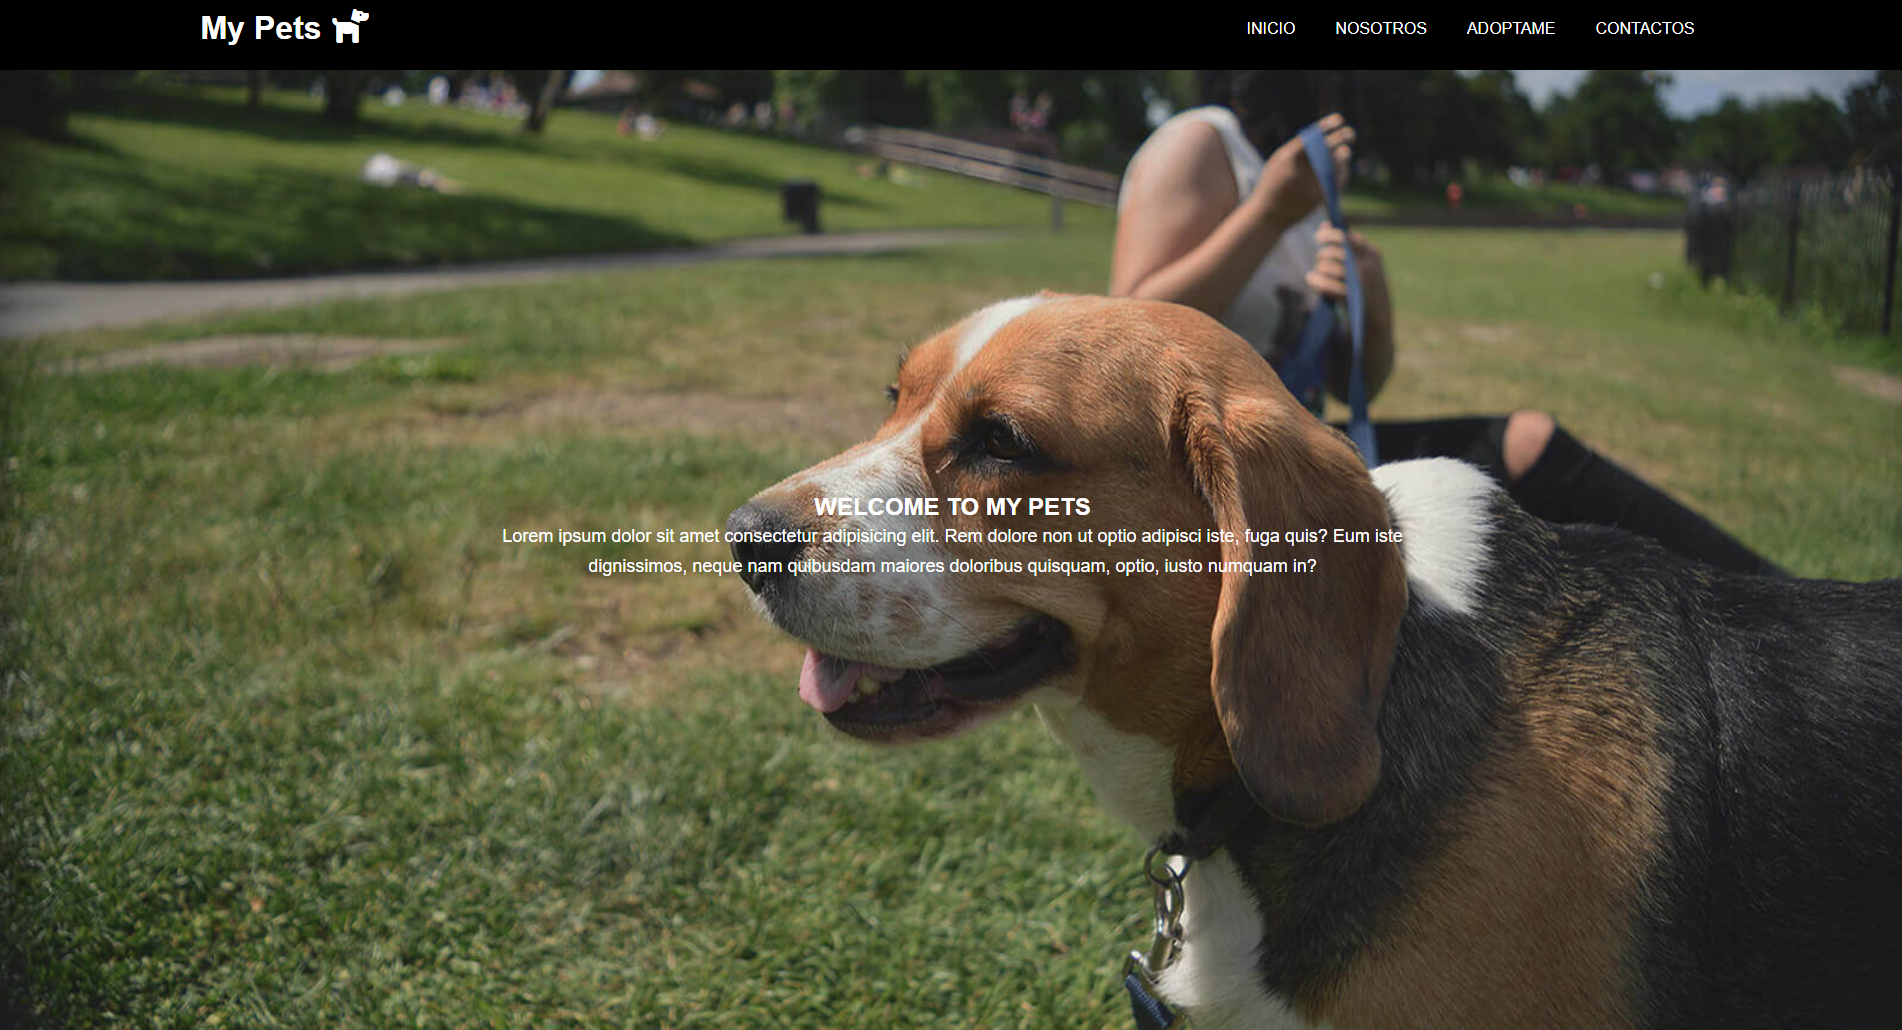 My Pets
INICIO NOSOTROS ADOPTAME CONTACTOS
WELCOME TO MY PETS
Lorem ipsum dolor sit amet consectetur adipisicing elit. Rem dolore non ut optio adipisci iste, fuga quis? Eum iste
dignissimos, neque nam quibusdam maiores doloribus quisquam, optio, iusto numquam in?